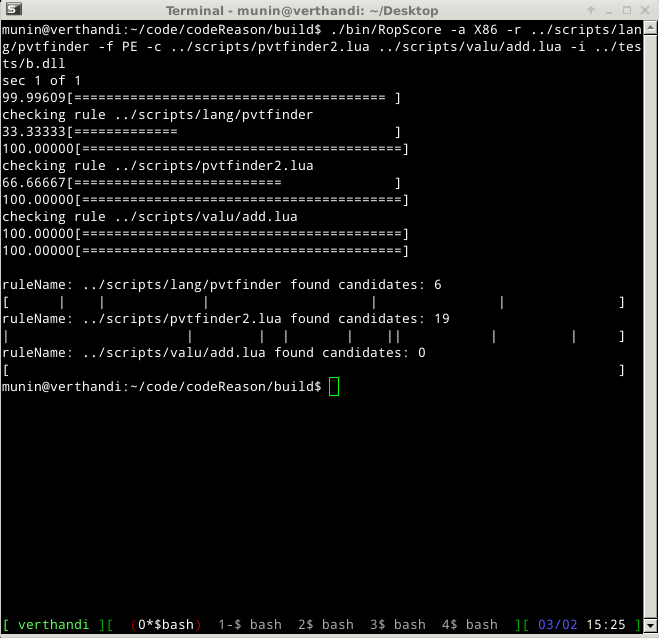 Terminal - munin@verthandi: ~/Desktop
munin@verthandi:~/code/codeReason/build$ ./bin/RopScore -a X86 -r ../scripts/lan
g/pvtfinder -f PE -c ../scripts/pvtfinder2.lua ../scripts/valu/add.lua -i ../tes
ts/b.dll
sec 1 of 1
99.99609[======================================= ]
checking rule ../scripts/lang/pvtfinder
33.33333[=============                           ]
100.00000[========================================]
checking rule ../scripts/pvtfinder2.lua
66.66667[==========================              ]
100.00000[========================================]
checking rule ../scripts/valu/add.lua
100.00000[========================================]
100.00000[========================================]
ruleName: ../scripts/lang/pvtfinder found candidates: 6
[      |    |            |                    |               |              ]
ruleName: ../scripts/pvtfinder2.lua found candidates: 19
|                      |        |  |       |    ||           |         |     ]
ruleName: ../scripts/valu/add.lua found candidates: 0
[                                                                            ]
munin@verthandi:~/code/codeReason/build$
[ verthandi ][  (0*$bash)  1-$ bash  2$ bash  3$ bash  4$ bash  ][ 03/02 15:25 ]